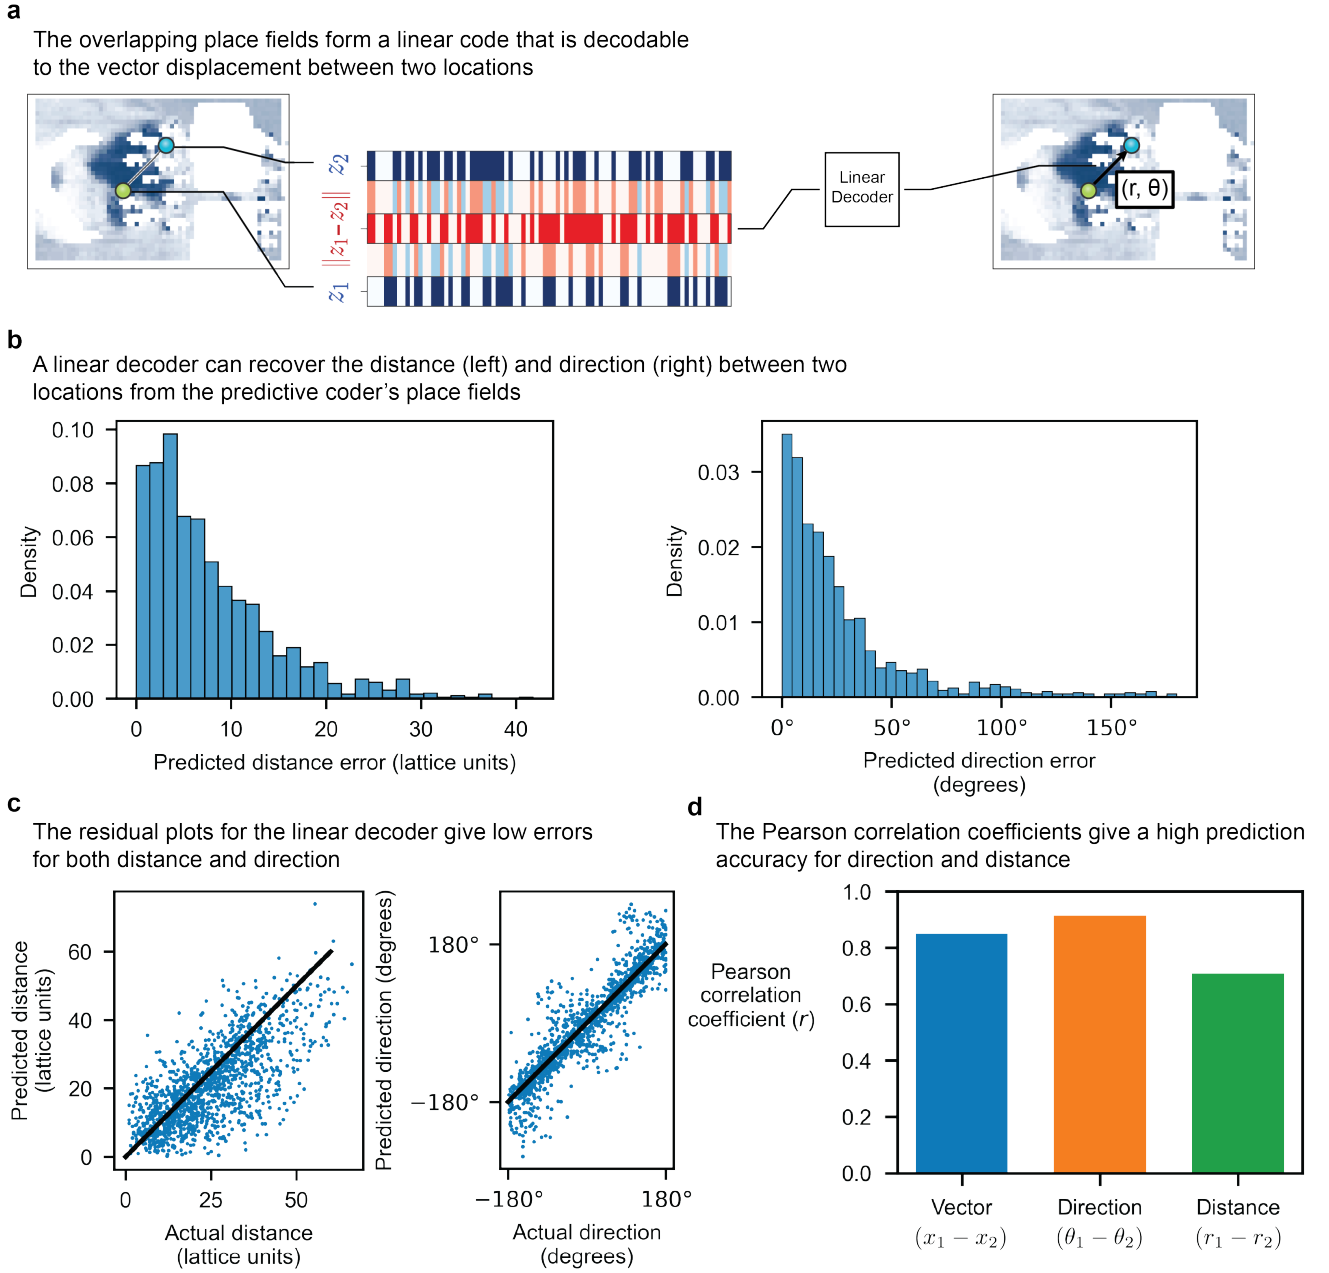 a
The overlapping place fields form a linear code that is decodable
to the vector displacement between two locations
z2
||z1 − z2||
z1
Linear
Decoder
(r, θ)
b
A linear decoder can recover the distance (left) and direction (right) between two
locations from the predictive coder's place fields
Density
0.10
0.08
0.06
0.04
0.02
0.00
0 10 20 30 40
Predicted distance error (lattice units)
Density
0.03
0.02
0.01
0.00
0° 50° 100° 150°
Predicted direction error
(degrees)
c
The residual plots for the linear decoder give low errors
for both distance and direction
Predicted distance
(lattice units)
60
40
20
0
0 25 50
Actual distance
(lattice units)
Predicted direction (degrees)
180°
−180°
−180° 180°
Actual direction
(degrees)
d
The Pearson correlation coefficients give a high prediction
accuracy for direction and distance
Pearson
correlation
coefficient (r)
1.0
0.8
0.6
0.4
0.2
0.0
Vector Direction Distance
(x₁ − x₂) (θ₁ − θ₂) (r₁ − r₂)